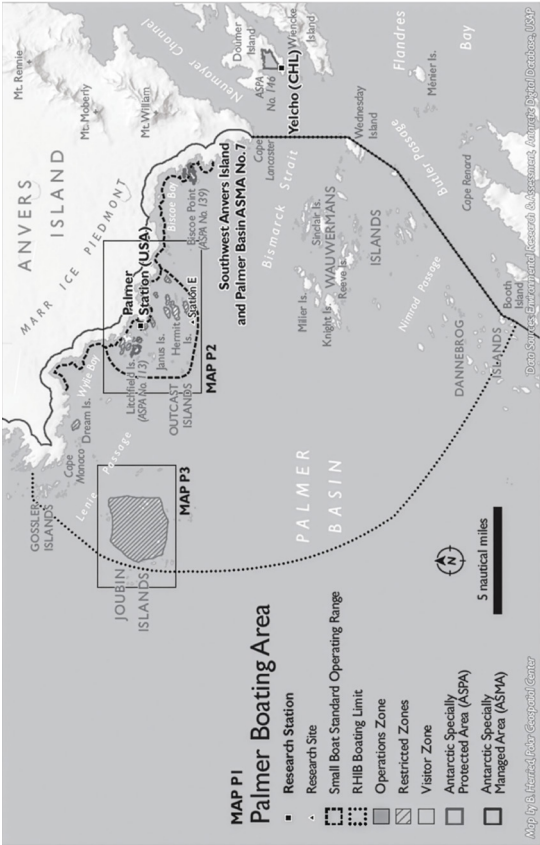 MAP P1
Palmer Boating Area
Research Station
Research Site
Small Boat Standard Operating Range
RHIB Boating Limit
Operations Zone
Restricted Zones
Visitor Zone
Antarctic Specially
Protected Area (ASPA)
Antarctic Specially
Managed Area (ASMA)
Map by B. Herried, Polar Geospatial Center
5 nautical miles
N
GOSSLER
ISLANDS
JOUBIN
ISLANDS
MAP P3
Cape
Monaco
Dream Is.
Lenie Passage
Wylie Bay
Litchfield Is.
(ASPA No. 113)
OUTCAST
ISLANDS
MAP P2
Janus Is.
Hermit
Is.
Station E
Palmer
Station (USA)
ANVERS
ISLAND
MARR ICE PIEDMONT
Mt. Rennie
Mt. Moberly
Mt. William
Biscoe Bay
Biscoe Point
(ASPA No. 139)
Southwest Anvers Island
and Palmer Basin ASMA No. 7
Neumayer Channel
Doumer
Island
Wiencke
Island
ASPA
No. 146
Yelcho (CHL)
Cape
Lancaster
Bismarck Strait
PALMER
BASIN
Miller Is.
Knight Is.
Sinclair Is.
WAUWERMANS
Reeve Is.
ISLANDS
Wednesday
Island
Flandres
Bay
Ménier Is.
Butler Passage
Cape Renard
Nimrod Passage
DANNEBROG
ISLANDS
Booth
Island
Data Sources: Environmental Research & Assessment, Antarctic Digital Database, USAP